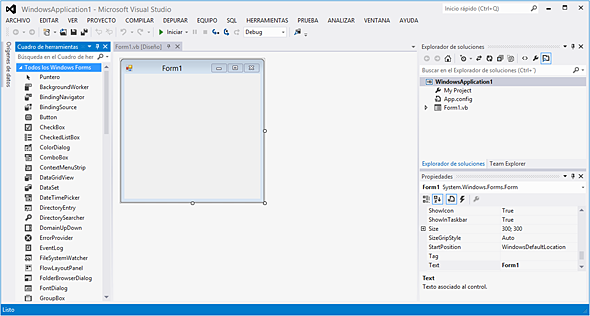 WindowsApplication1 - Microsoft Visual Studio
Inicio rápido (Ctrl+Q)
ARCHIVO EDITAR VER PROYECTO COMPILAR DEPURAR EQUIPO SQL HERRAMIENTAS PRUEBA ANALIZAR VENTANA AYUDA
Iniciar Debug
Orígenes de datos
Cuadro de herramientas
Búsqueda en el Cuadro de her
Todos los Windows Forms
Puntero
BackgroundWorker
BindingNavigator
BindingSource
Button
CheckBox
CheckedListBox
ColorDialog
ComboBox
ContextMenuStrip
DataGridView
DataSet
DateTimePicker
DirectoryEntry
DirectorySearcher
DomainUpDown
ErrorProvider
EventLog
FileSystemWatcher
FlowLayoutPanel
FolderBrowserDialog
FontDialog
GroupBox
Form1.vb [Diseño]
Form1
Explorador de soluciones
Buscar en el Explorador de soluciones (Ctrl+´)
WindowsApplication1
My Project
App.config
Form1.vb
Explorador de soluciones Team Explorer
Propiedades
Form1 System.Windows.Forms.Form
ShowIcon True
ShowInTaskbar True
Size 300; 300
SizeGripStyle Auto
StartPosition WindowsDefaultLocation
Tag
Text Form1
Text
Texto asociado al control.
Listo